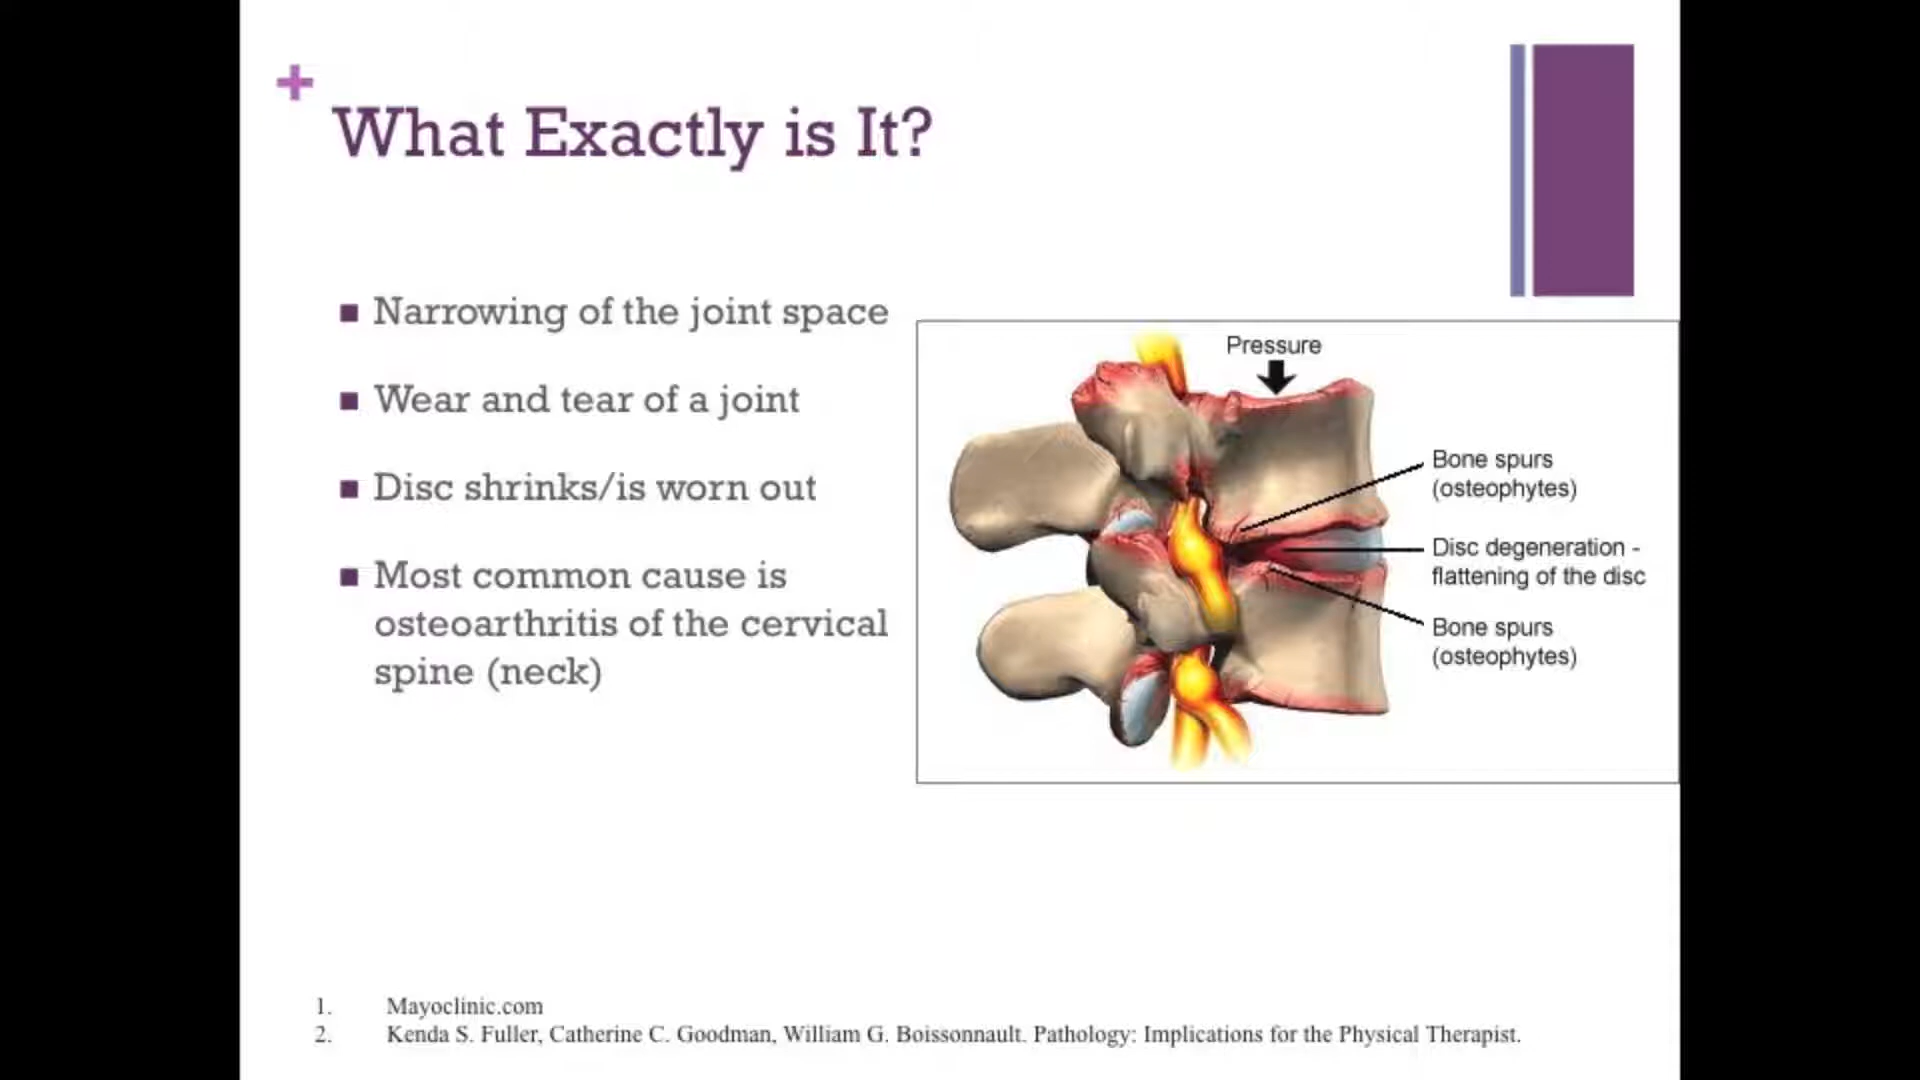 +
What Exactly is It?
Narrowing of the joint space
Wear and tear of a joint
Disc shrinks/is worn out
Most common cause is
osteoarthritis of the cervical
spine (neck)
Pressure
Bone spurs
(osteophytes)
Disc degeneration -
flattening of the disc
Bone spurs
(osteophytes)
1. Mayoclinic.com
2. Kenda S. Fuller, Catherine C. Goodman, William G. Boissonnault. Pathology: Implications for the Physical Therapist.